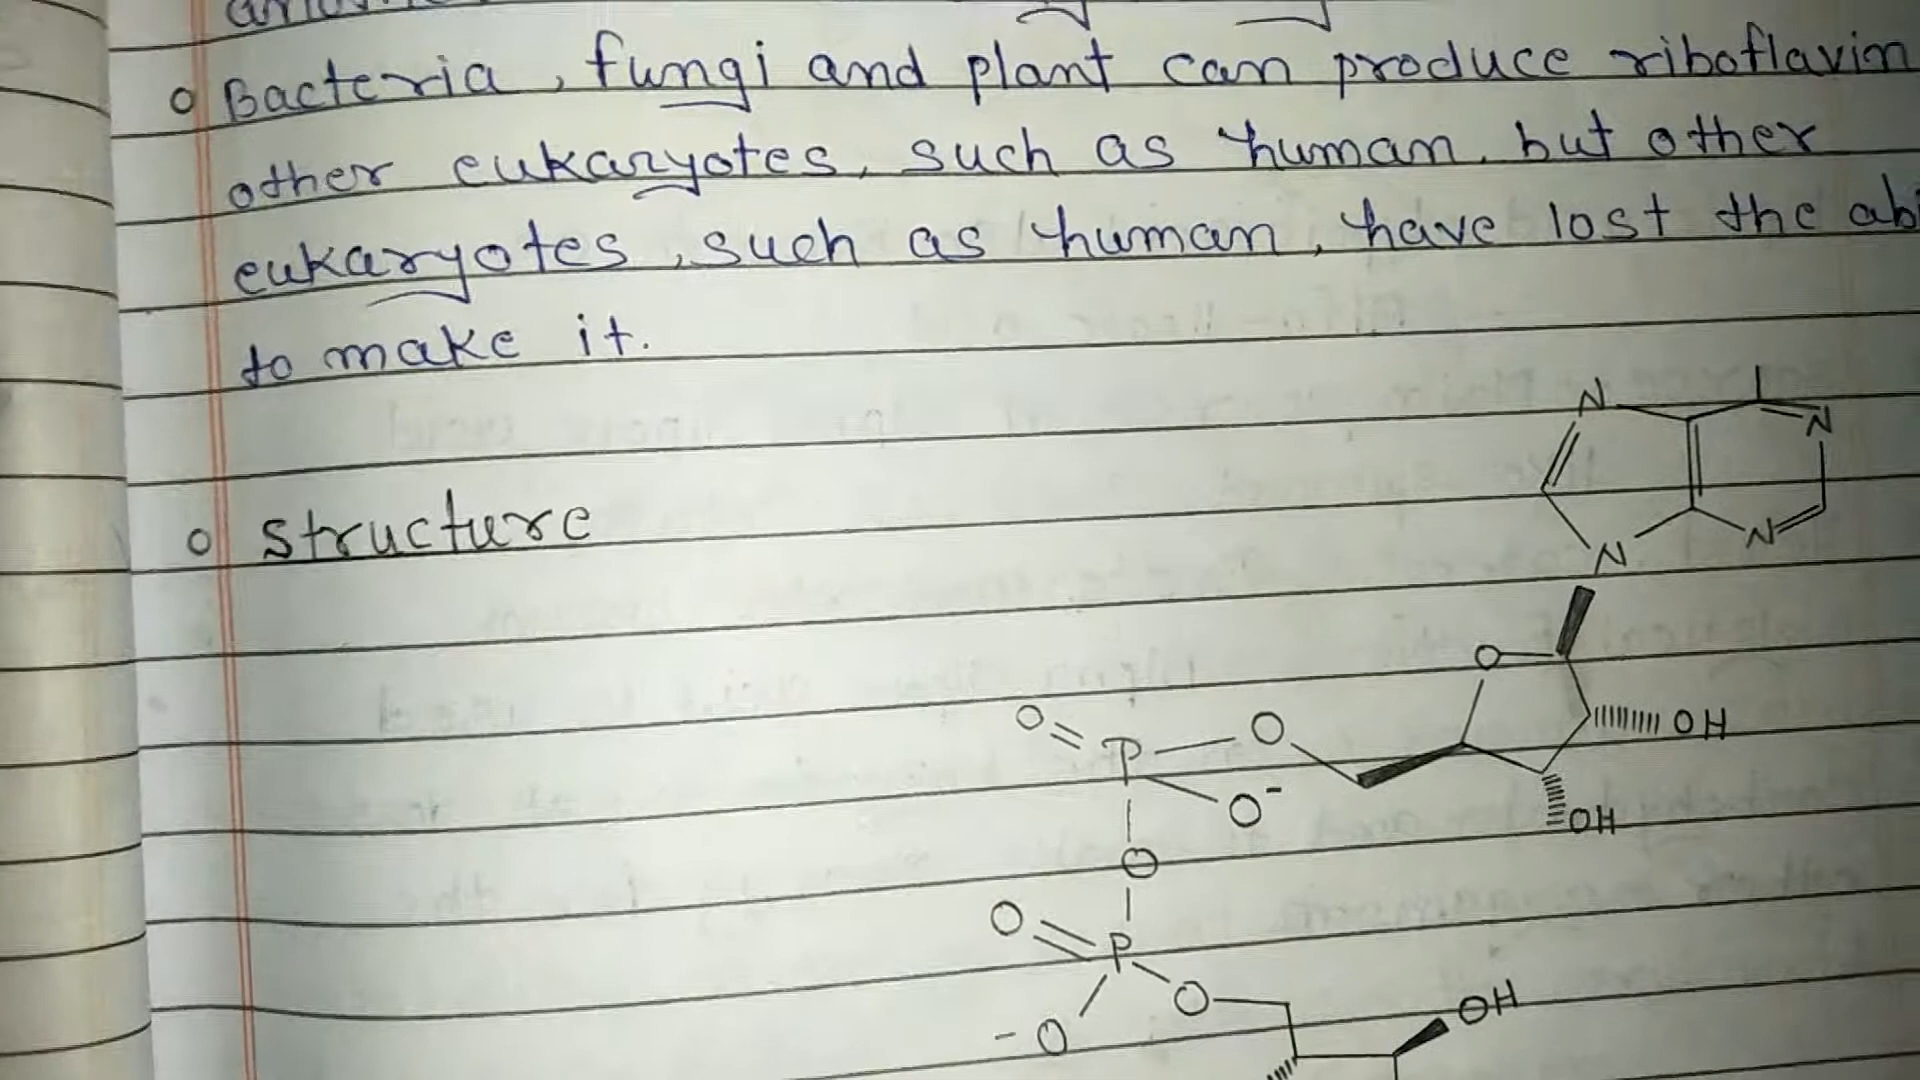 Bacteria, fungi and plant can produce riboflavin
other eukaryotes, such as human. but other
eukaryotes, such as human, have lost the ab
to make it.
structure
N
N
N
N
O
OH
O
P
O
O-
OH
O
O
P
O
-O
OH